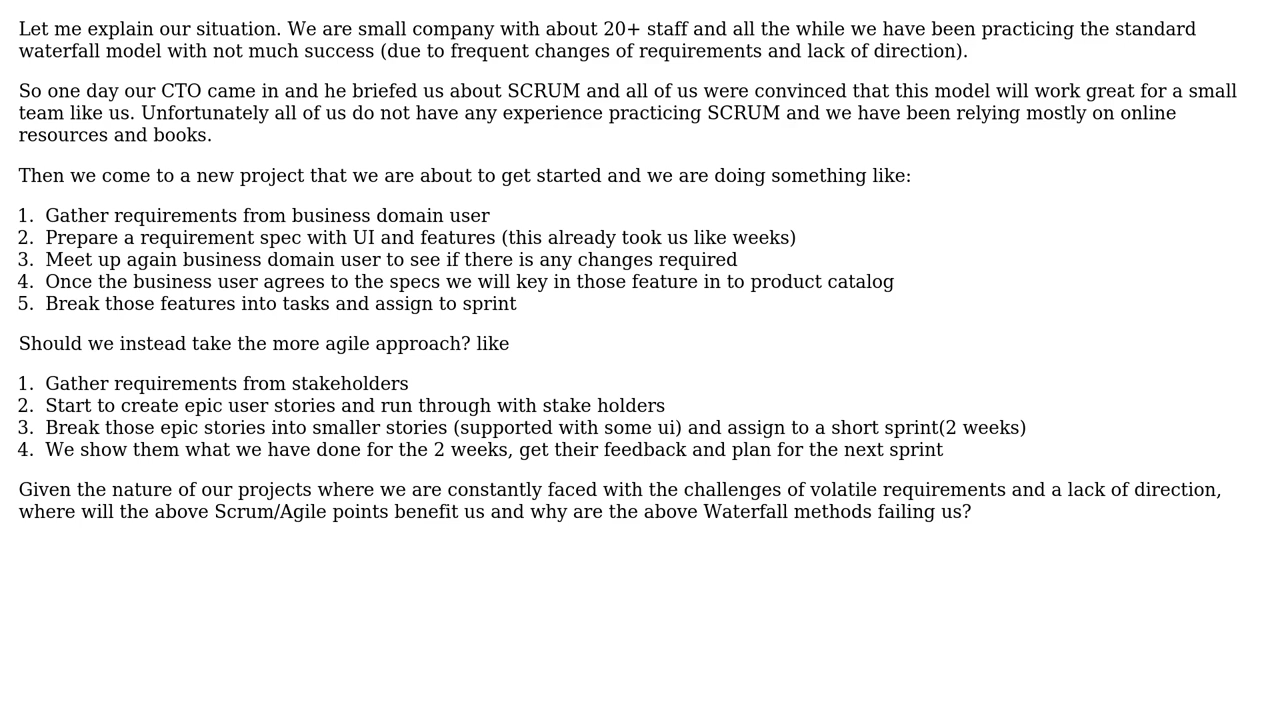 Let me explain our situation. We are small company with about 20+ staff and all the while we have been practicing the standard
waterfall model with not much success (due to frequent changes of requirements and lack of direction).
So one day our CTO came in and he briefed us about SCRUM and all of us were convinced that this model will work great for a small
team like us. Unfortunately all of us do not have any experience practicing SCRUM and we have been relying mostly on online
resources and books.
Then we come to a new project that we are about to get started and we are doing something like:
1. Gather requirements from business domain user
2. Prepare a requirement spec with UI and features (this already took us like weeks)
3. Meet up again business domain user to see if there is any changes required
4. Once the business user agrees to the specs we will key in those feature in to product catalog
5. Break those features into tasks and assign to sprint
Should we instead take the more agile approach? like
1. Gather requirements from stakeholders
2. Start to create epic user stories and run through with stake holders
3. Break those epic stories into smaller stories (supported with some ui) and assign to a short sprint(2 weeks)
4. We show them what we have done for the 2 weeks, get their feedback and plan for the next sprint
Given the nature of our projects where we are constantly faced with the challenges of volatile requirements and a lack of direction,
where will the above Scrum/Agile points benefit us and why are the above Waterfall methods failing us?